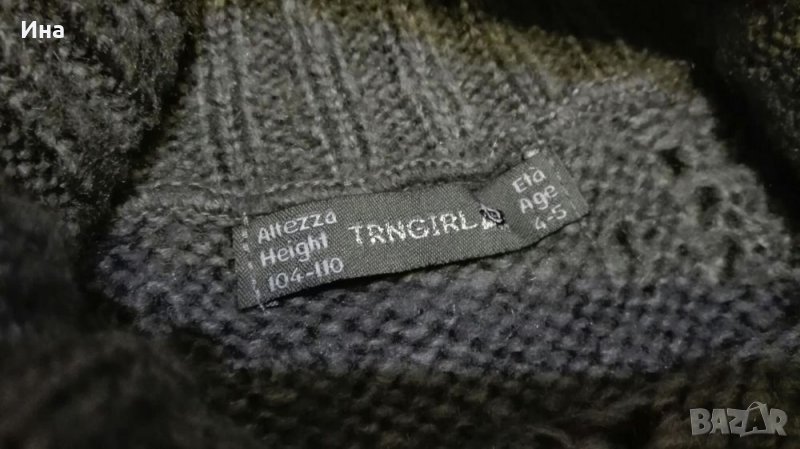 Ина
Altezza
Height
104-110
TRNGIRL
Età
Age
4-5
BAZAR